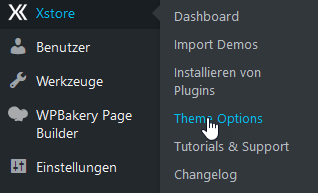 Xstore
Benutzer
Werkzeuge
WPBakery Page
Builder
Einstellungen
Dashboard
Import Demos
Installieren von
Plugins
Theme Options
Tutorials & Support
Changelog